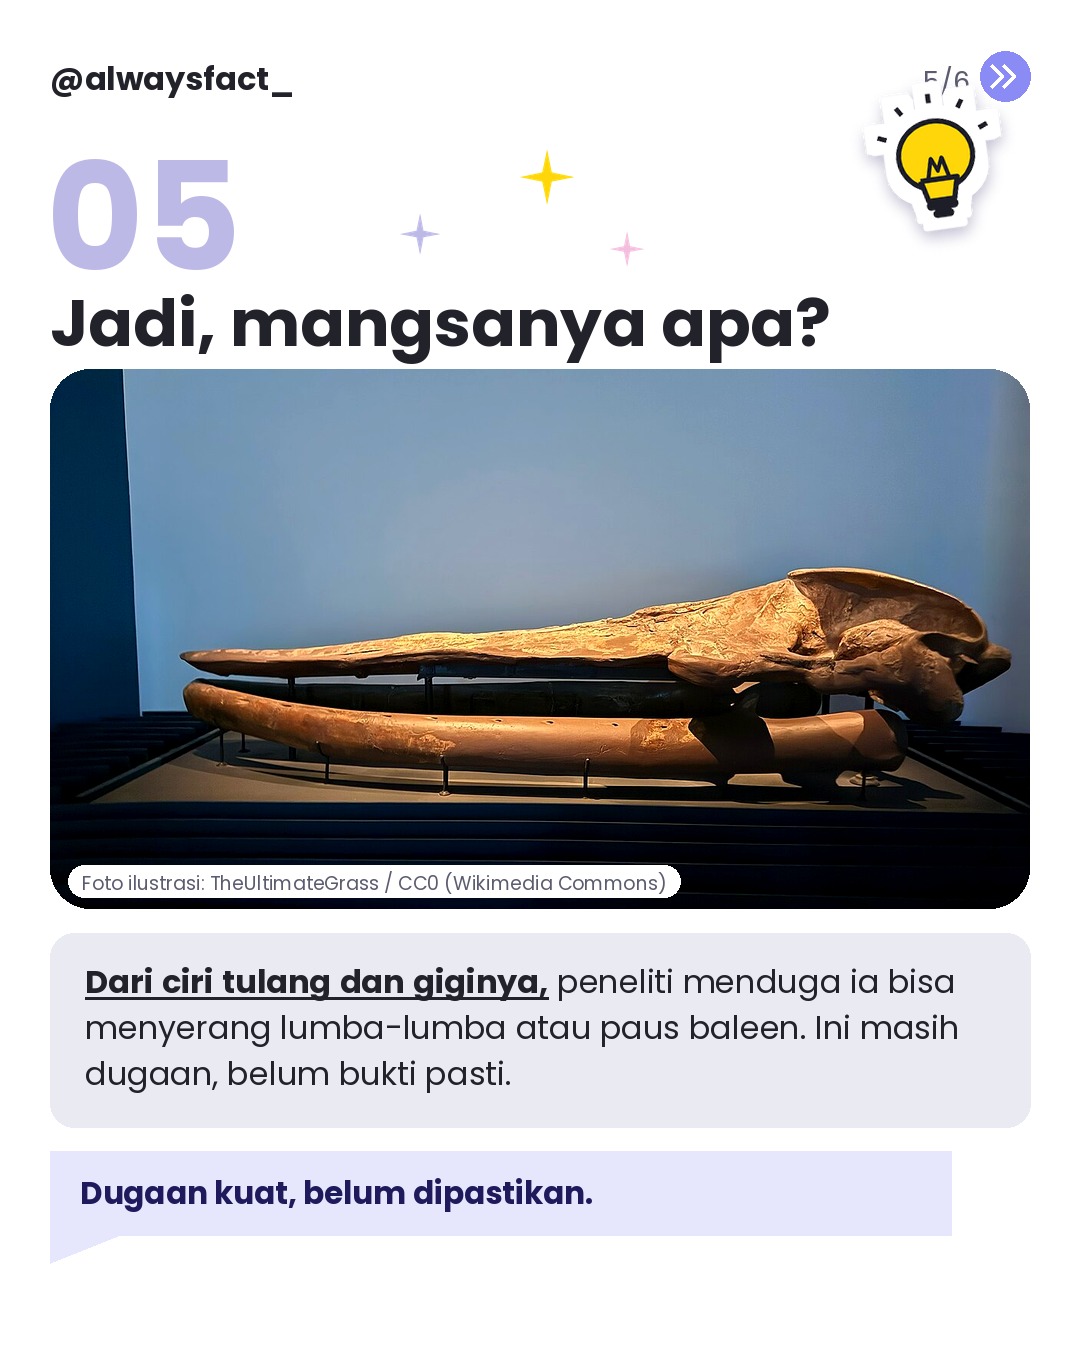 @alwaysfact_
5/6
05
Jadi, mangsanya apa?
Foto ilustrasi: TheUltimateGrass / CC0 (Wikimedia Commons)
Dari ciri tulang dan giginya, peneliti menduga ia bisa
menyerang lumba-lumba atau paus baleen. Ini masih
dugaan, belum bukti pasti.
Dugaan kuat, belum dipastikan.